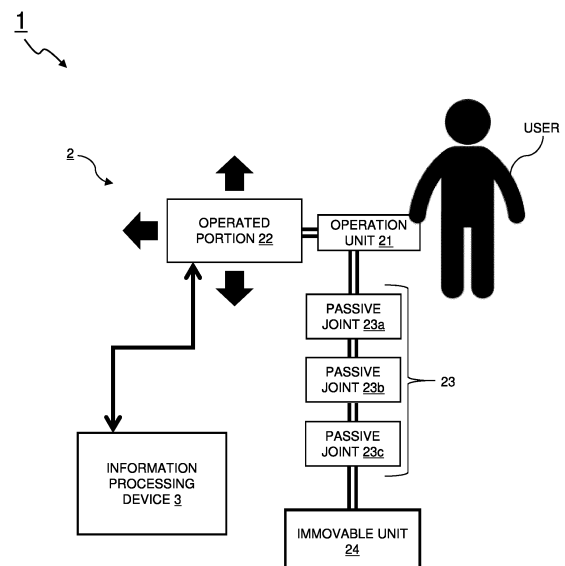 1
USER
2
OPERATED
PORTION 22
OPERATION
UNIT 21
PASSIVE
JOINT 23a
PASSIVE
JOINT 23b
23
PASSIVE
JOINT 23c
INFORMATION
PROCESSING
DEVICE 3
IMMOVABLE UNIT
24